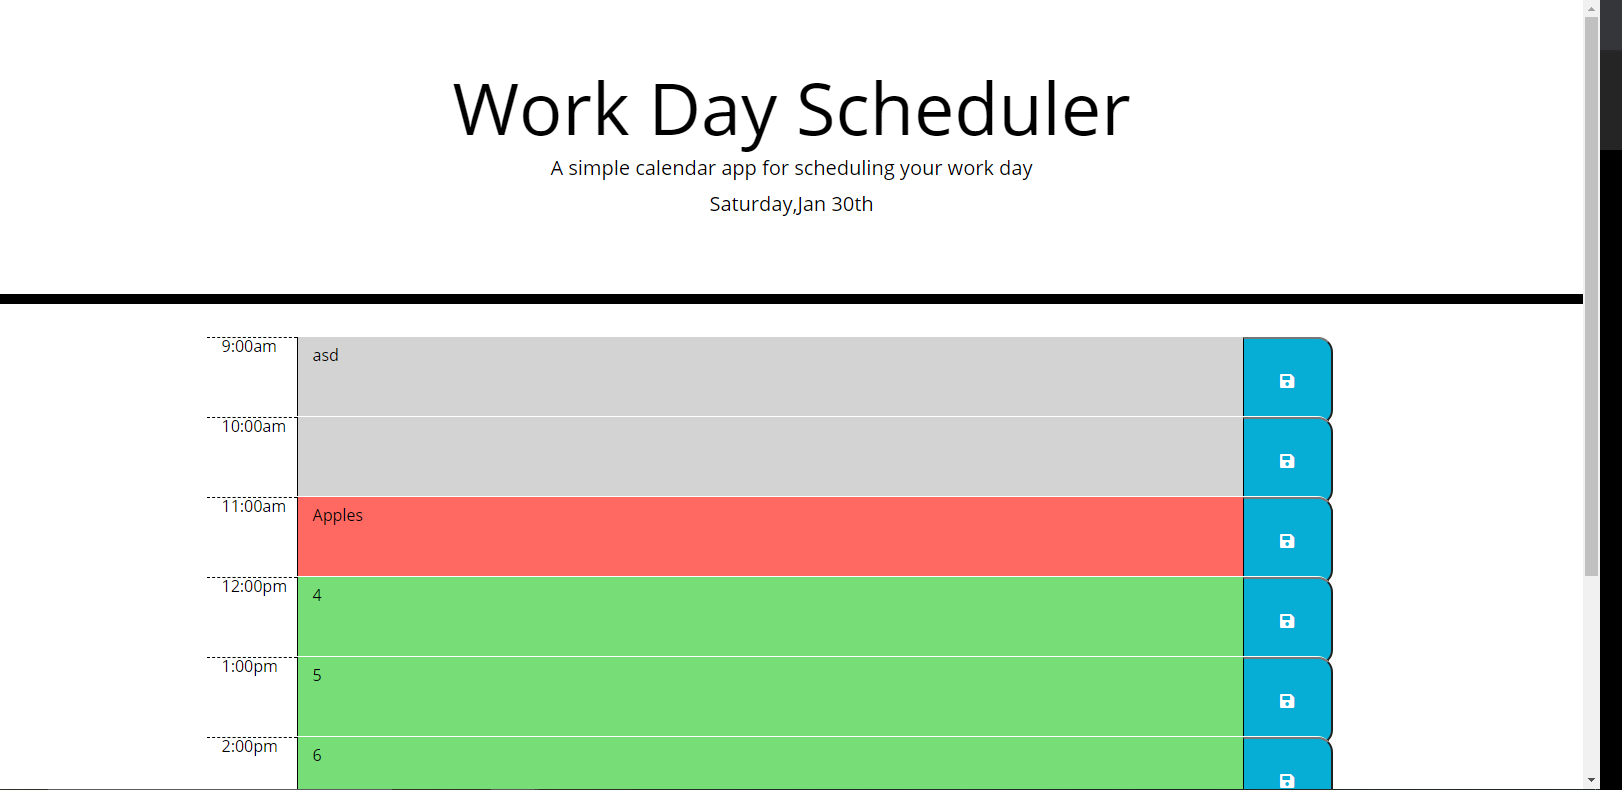 Work Day Scheduler
A simple calendar app for scheduling your work day
Saturday,Jan 30th
9:00am
asd
10:00am
11:00am
Apples
12:00pm
4
1:00pm
5
2:00pm
6